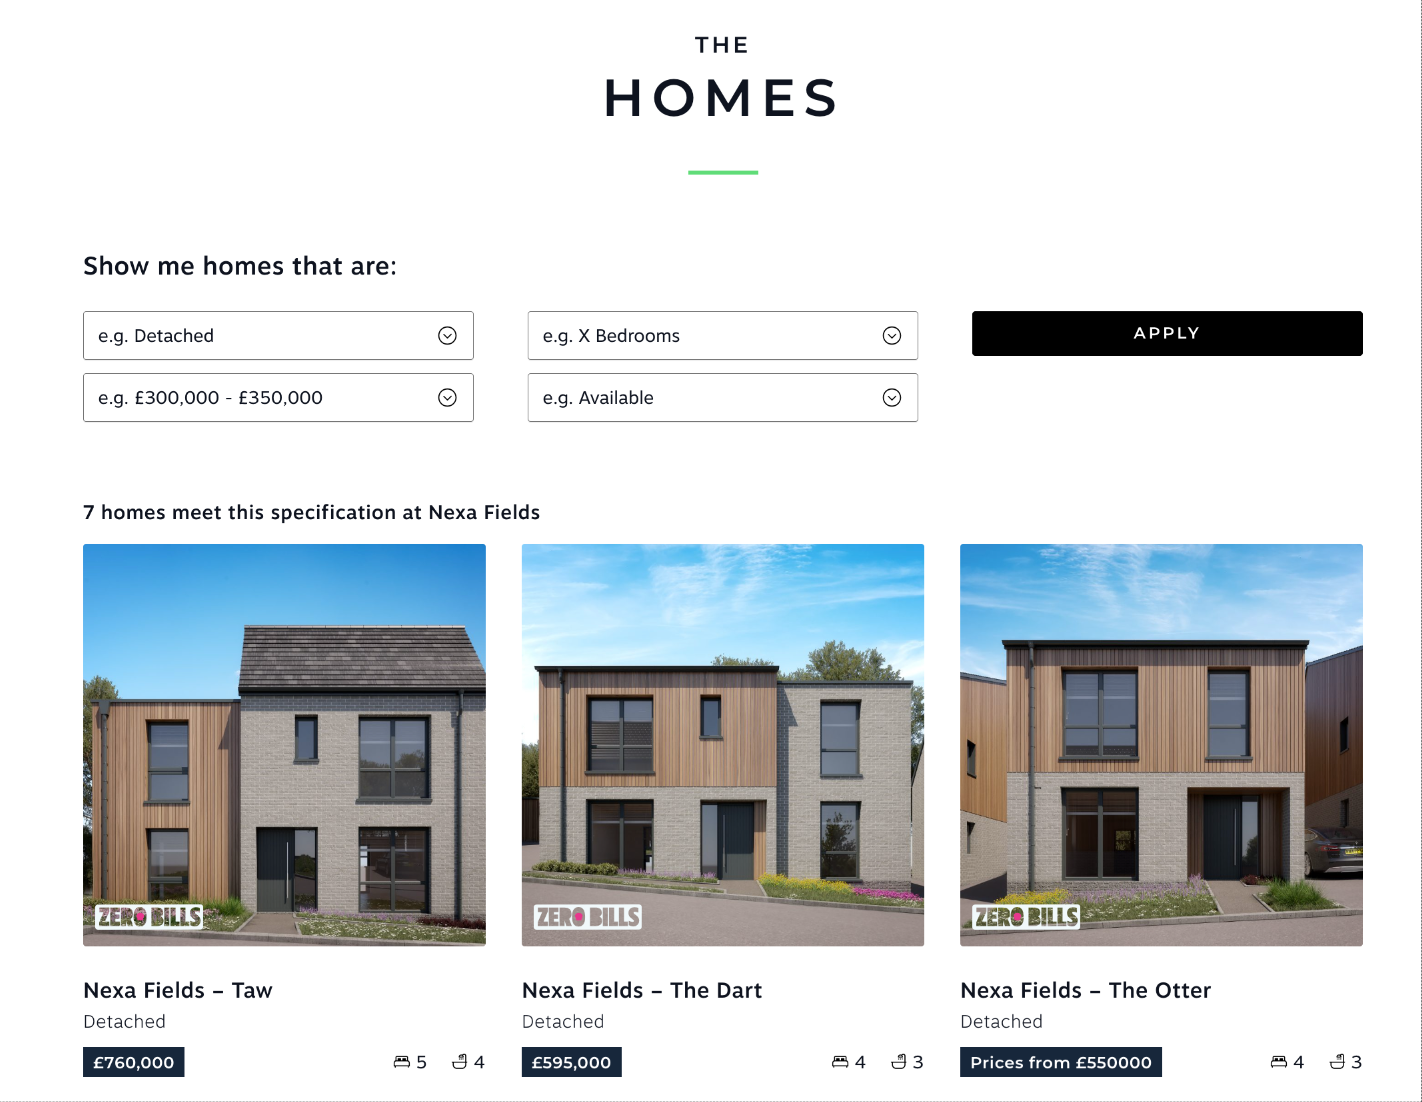 THE
HOMES
Show me homes that are:
e.g. Detached
e.g. X Bedrooms
APPLY
e.g. £300,000 - £350,000
e.g. Available
7 homes meet this specification at Nexa Fields
ZERO BILLS
ZERO BILLS
ZERO BILLS
Nexa Fields – Taw
Detached
£760,000
5
4
Nexa Fields – The Dart
Detached
£595,000
4
3
Nexa Fields – The Otter
Detached
Prices from £550000
4
3